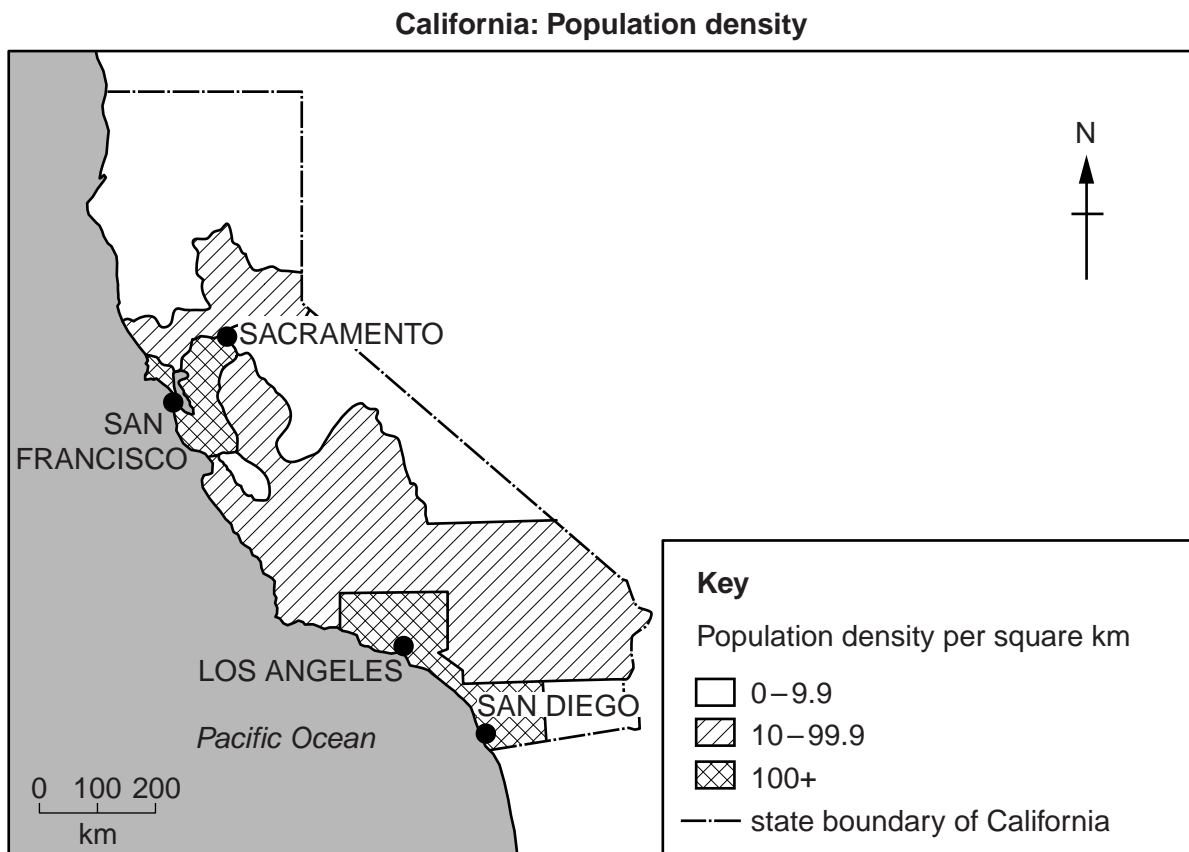 California: Population density
N
SACRAMENTO
SAN
FRANCISCO
LOS ANGELES
SAN DIEGO
Pacific Ocean
0 100 200
km
Key
Population density per square km
0–9.9
10–99.9
100+
state boundary of California